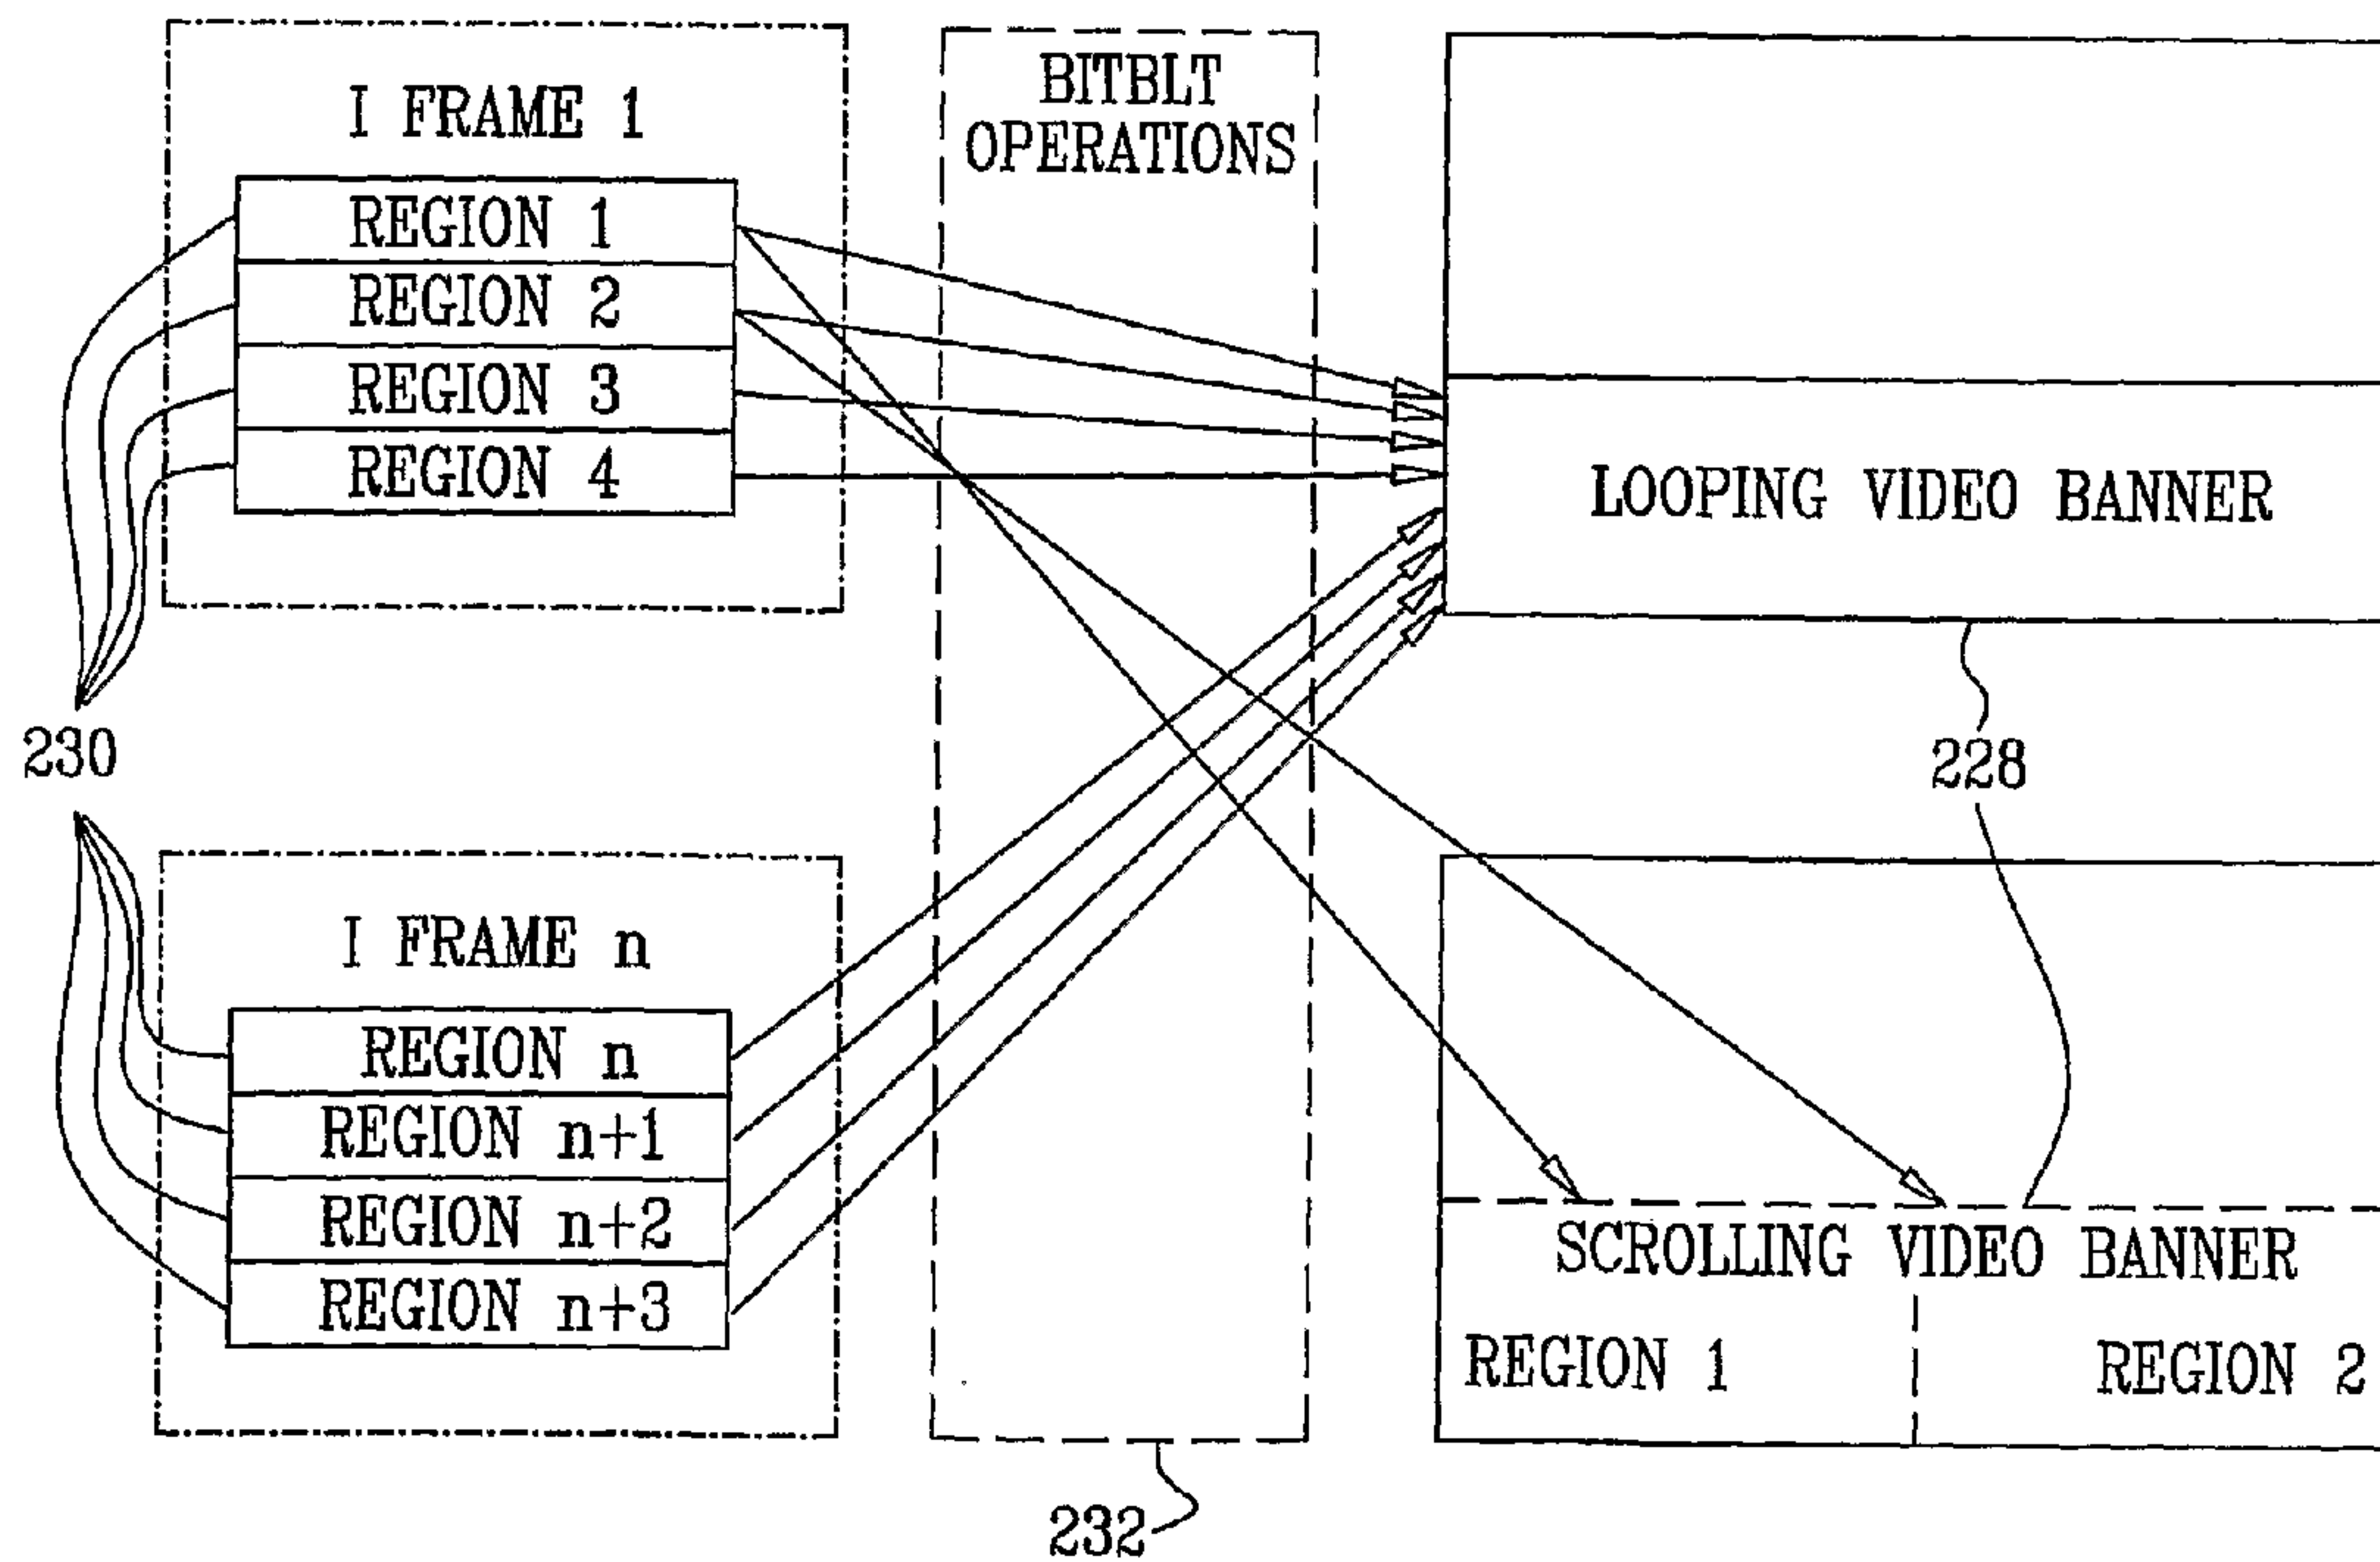 I FRAME 1
REGION 1
REGION 2
REGION 3
REGION 4
BITBLT
OPERATIONS
LOOPING VIDEO BANNER
230
228
I FRAME n
REGION n
REGION n+1
REGION n+2
REGION n+3
SCROLLING VIDEO BANNER
REGION 1
REGION 2
232